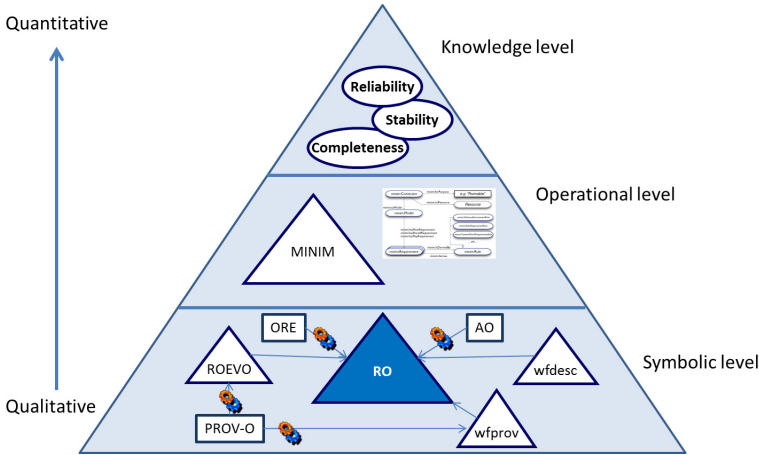 Quantitative
Knowledge level
Reliability
Stability
Completeness
Operational level
MINIM
e.g. "Runnable"
ORE
AO
ROEVO
RO
wfdesc
Symbolic level
Qualitative
PROV-O
wfprov